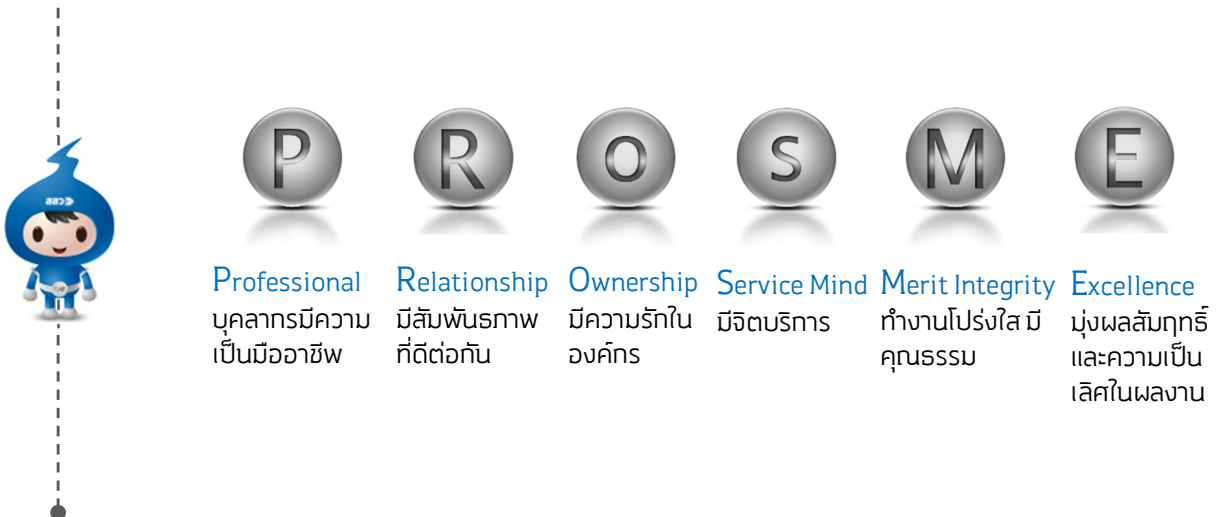 P R O S M E
สสว
Professional
บุคลากรมีความ
เป็นมืออาชีพ
Relationship
มีสัมพันธภาพ
ที่ดีต่อกัน
Ownership
มีความรักใน
องค์กร
Service Mind
มีจิตบริการ
Merit Integrity
ทำงานโปร่งใส มี
คุณธรรม
Excellence
มุ่งผลสัมฤทธิ์
และความเป็น
เลิศในผลงาน